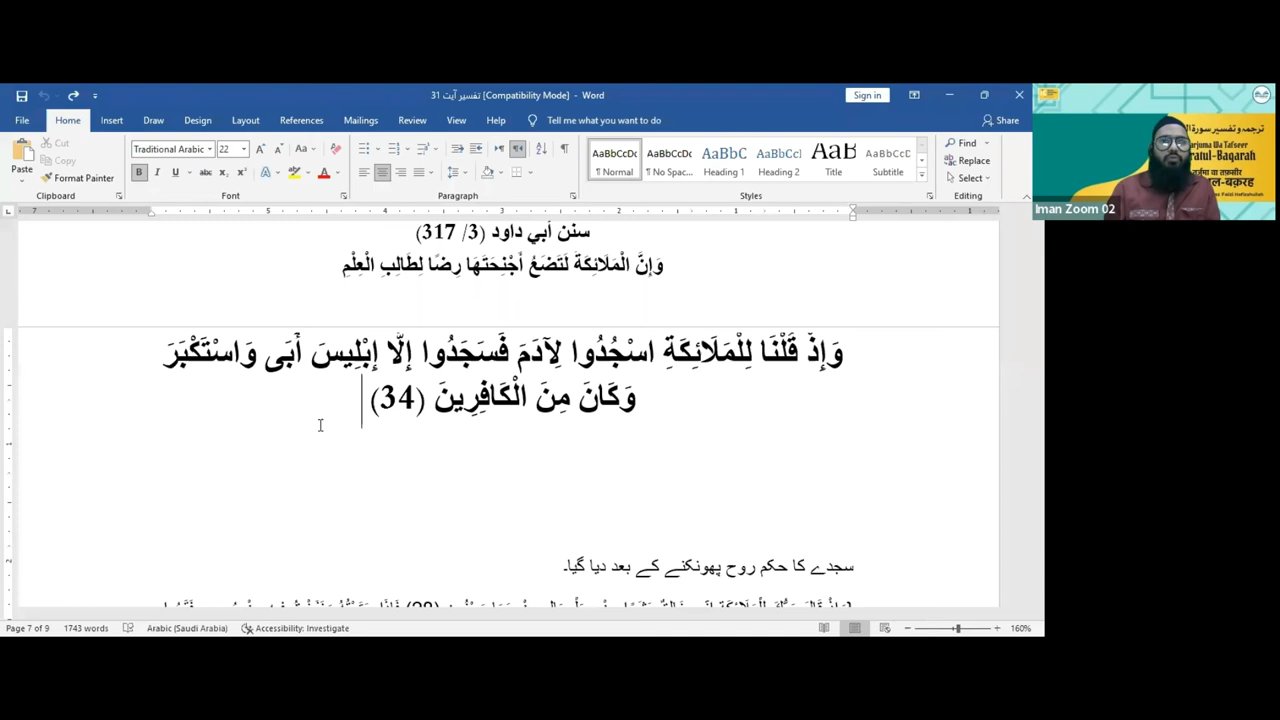 تفسیر آیت 31 [Compatibility Mode] - Word
Sign in
File Home Insert Draw Design Layout References Mailings Review View Help Tell me what you want to do Share
Paste
Cut
Copy
Format Painter
Clipboard
Traditional Arabic 22
Font
Paragraph
AaBbCcDc AaBbCcDc AaBbC AaBbCcI AaB AaBbCcD
¶ Normal ¶ No Spac... Heading 1 Heading 2 Title Subtitle
Styles
Find
Replace
Select
Editing
سنن أبي داود (3/ 317)
وَإِنَّ الْمَلَائِكَةَ لَتَضَعُ أَجْنِحَتَهَا رِضًا لِطَالِبِ الْعِلْمِ
وَإِذْ قُلْنَا لِلْمَلَائِكَةِ اسْجُدُوا لِآدَمَ فَسَجَدُوا إِلَّا إِبْلِيسَ أَبَى وَاسْتَكْبَرَ
وَكَانَ مِنَ الْكَافِرِينَ (34)
سجدے کا حکم روح پھونکنے کے بعد دیا گیا۔
Page 7 of 9 1743 words Arabic (Saudi Arabia) Accessibility: Investigate 160%
ترجمہ و تفسیر سورة
Tafseer
Iman Zoom 02